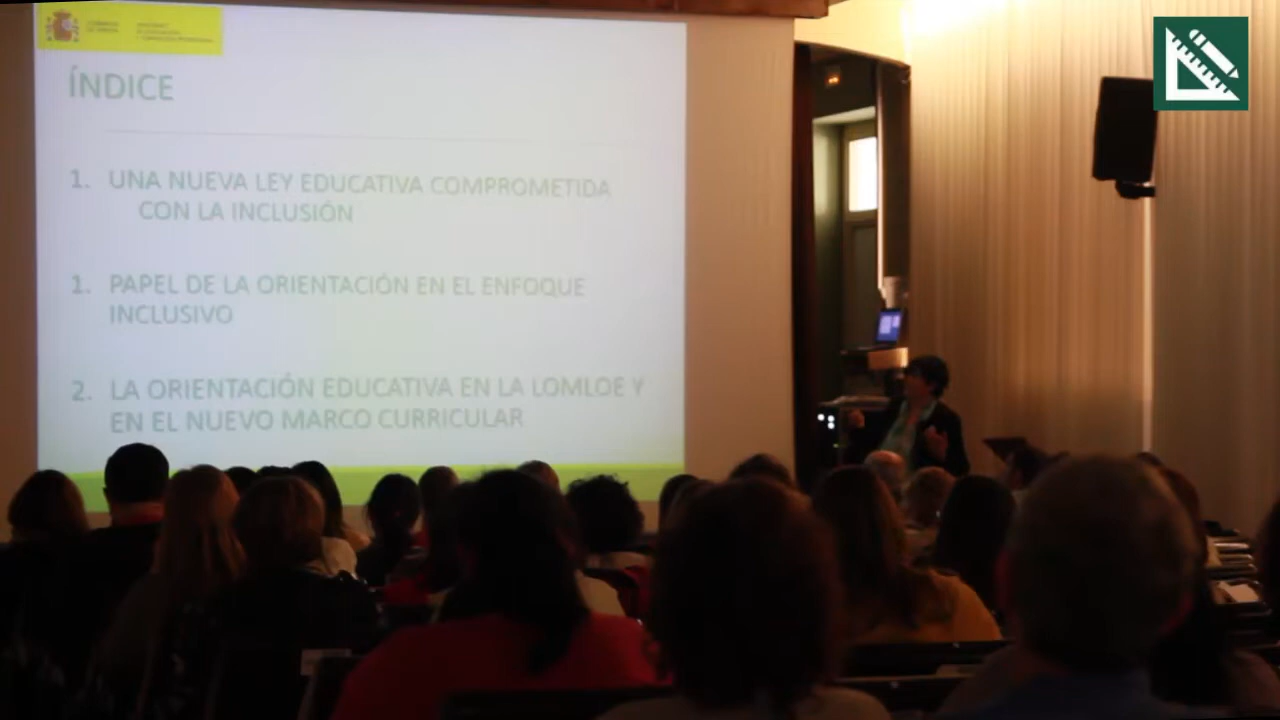 ÍNDICE
1. UNA NUEVA LEY EDUCATIVA COMPROMETIDA
CON LA INCLUSIÓN
1. PAPEL DE LA ORIENTACIÓN EN EL ENFOQUE
INCLUSIVO
2. LA ORIENTACIÓN EDUCATIVA EN LA LOMLOE Y
EN EL NUEVO MARCO CURRICULAR